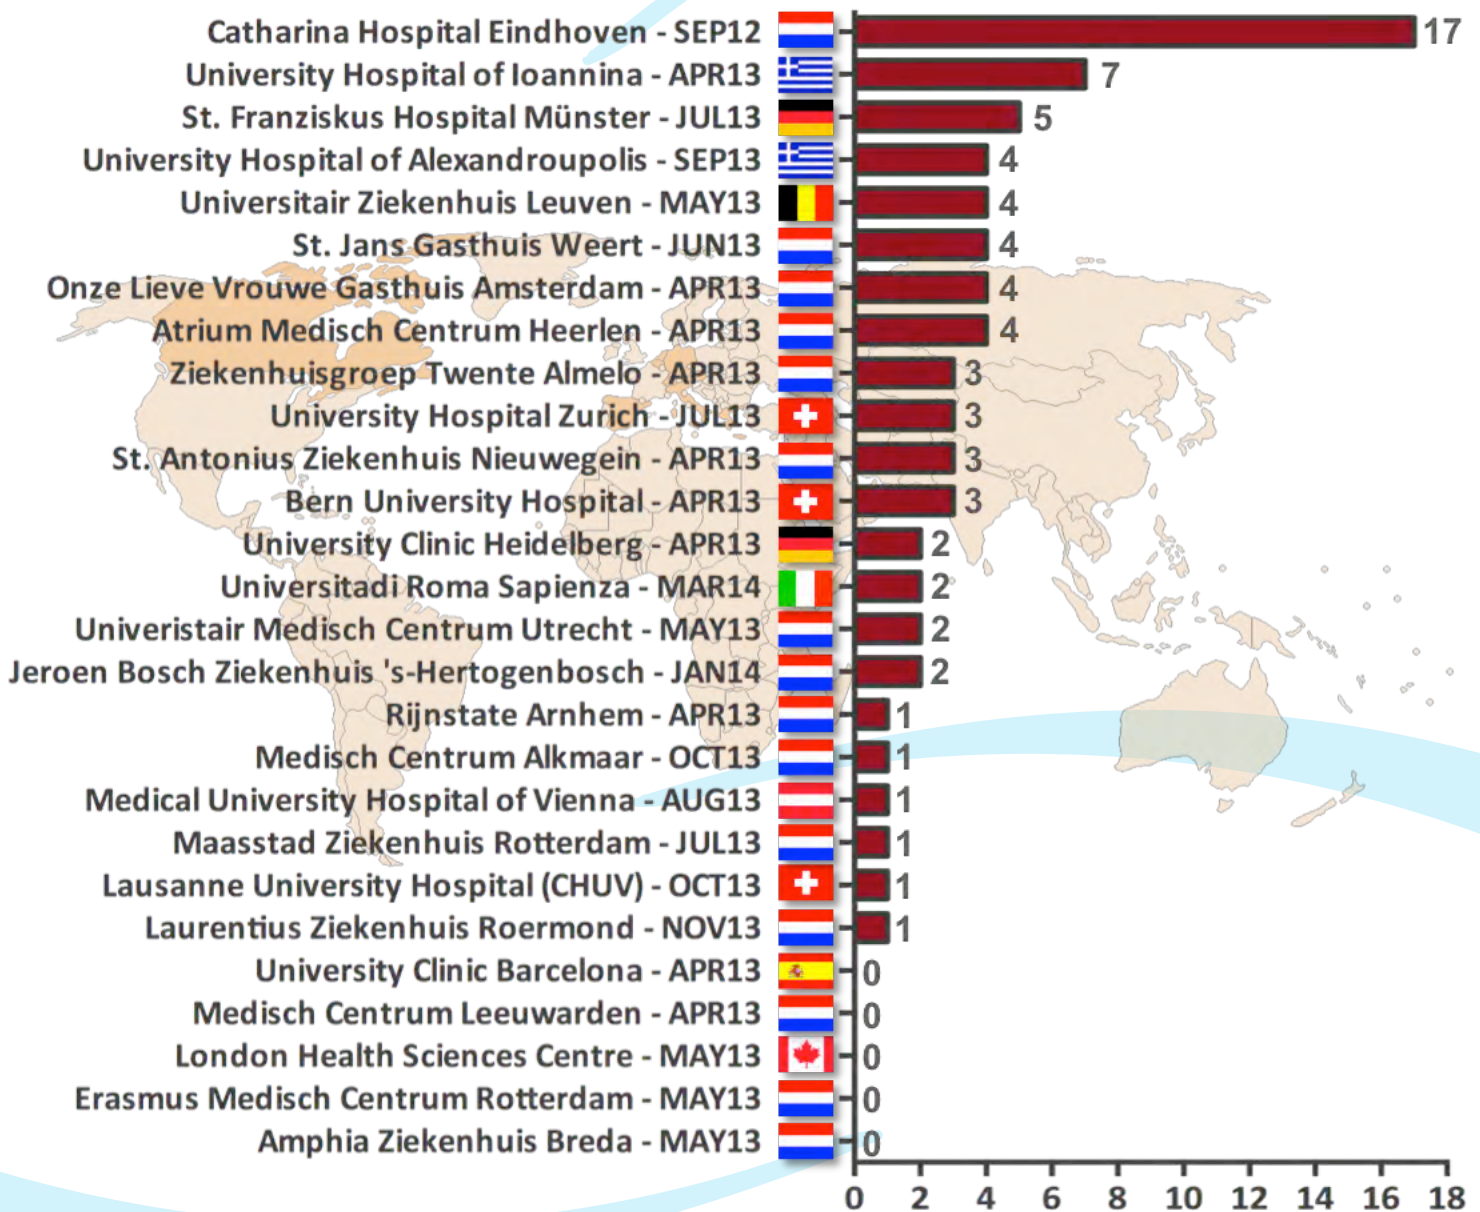 Catharina Hospital Eindhoven - SEP12 17
University Hospital of Ioannina - APR13 7
St. Franziskus Hospital Münster - JUL13 5
University Hospital of Alexandroupolis - SEP13 4
Universitair Ziekenhuis Leuven - MAY13 4
St. Jans Gasthuis Weert - JUN13 4
Onze Lieve Vrouwe Gasthuis Amsterdam - APR13 4
Atrium Medisch Centrum Heerlen - APR13 4
Ziekenhuisgroep Twente Almelo - APR13 3
University Hospital Zurich - JUL13 3
St. Antonius Ziekenhuis Nieuwegein - APR13 3
Bern University Hospital - APR13 3
University Clinic Heidelberg - APR13 2
Universitadi Roma Sapienza - MAR14 2
Univeristair Medisch Centrum Utrecht - MAY13 2
Jeroen Bosch Ziekenhuis 's-Hertogenbosch - JAN14 2
Rijnstate Arnhem - APR13 1
Medisch Centrum Alkmaar - OCT13 1
Medical University Hospital of Vienna - AUG13 1
Maasstad Ziekenhuis Rotterdam - JUL13 1
Lausanne University Hospital (CHUV) - OCT13 1
Laurentius Ziekenhuis Roermond - NOV13 1
University Clinic Barcelona - APR13 0
Medisch Centrum Leeuwarden - APR13 0
London Health Sciences Centre - MAY13 0
Erasmus Medisch Centrum Rotterdam - MAY13 0
Amphia Ziekenhuis Breda - MAY13 0
0 2 4 6 8 10 12 14 16 18